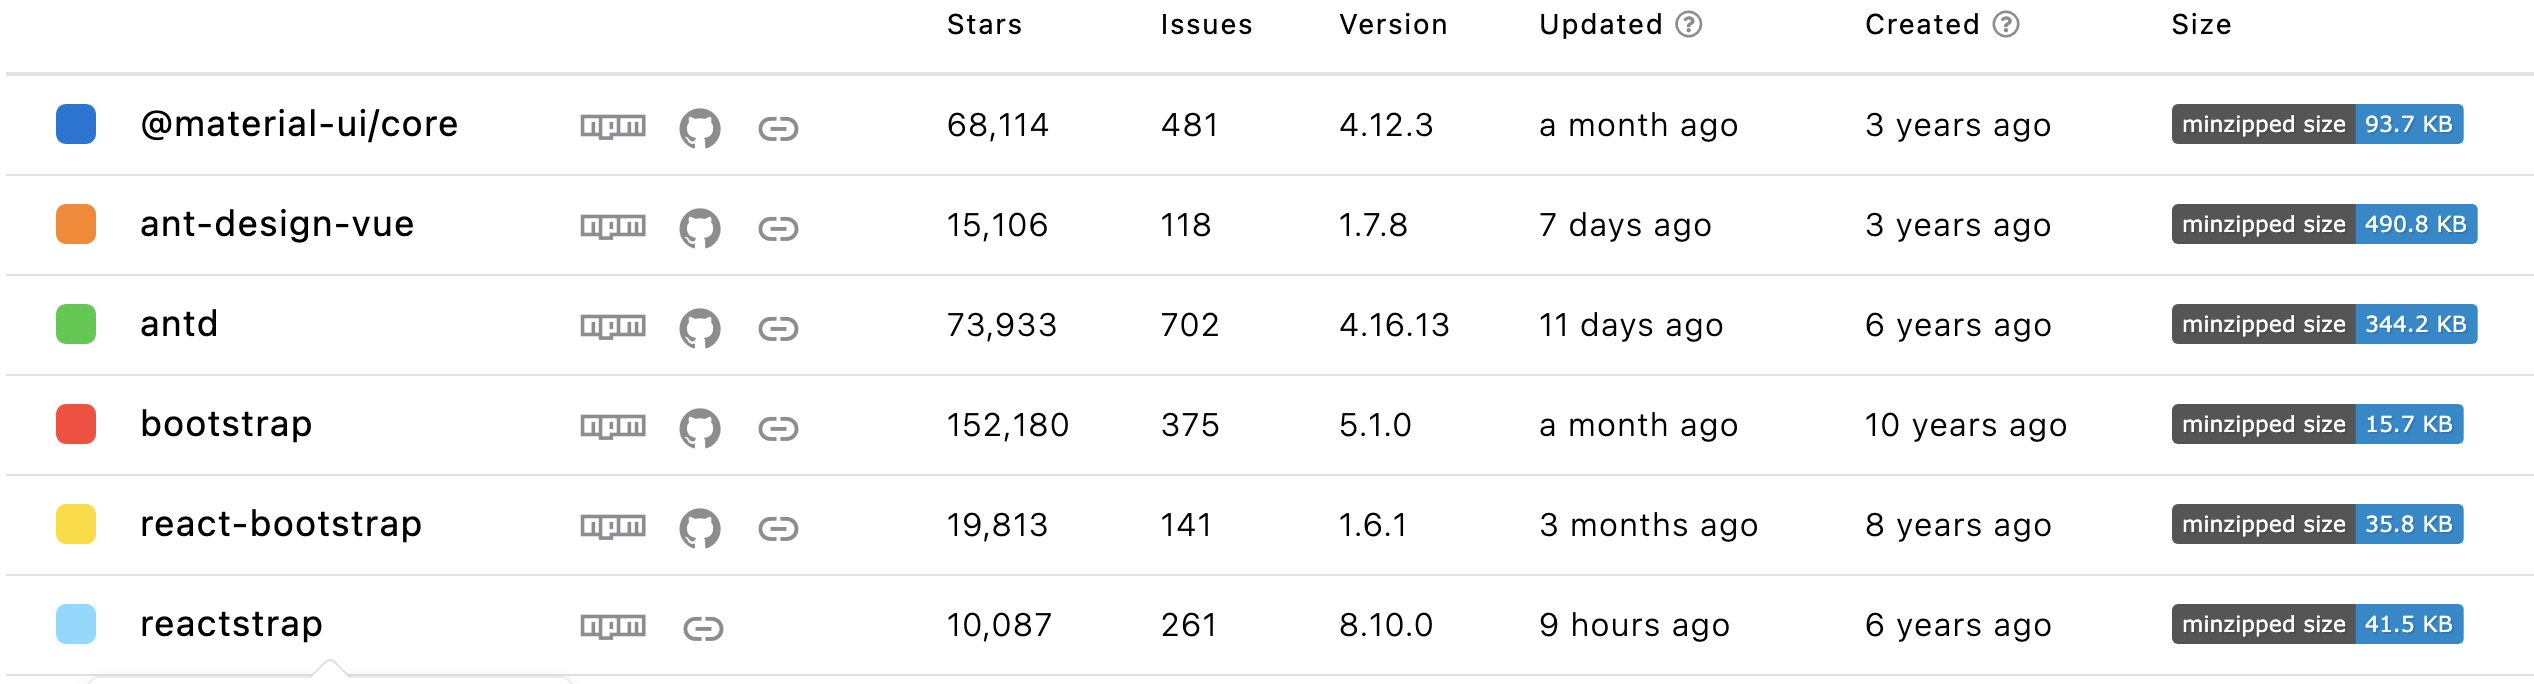 Stars Issues Version Updated ? Created ? Size
@material-ui/core npm 68,114 481 4.12.3 a month ago 3 years ago minzipped size 93.7 KB
ant-design-vue npm 15,106 118 1.7.8 7 days ago 3 years ago minzipped size 490.8 KB
antd npm 73,933 702 4.16.13 11 days ago 6 years ago minzipped size 344.2 KB
bootstrap npm 152,180 375 5.1.0 a month ago 10 years ago minzipped size 15.7 KB
react-bootstrap npm 19,813 141 1.6.1 3 months ago 8 years ago minzipped size 35.8 KB
reactstrap npm 10,087 261 8.10.0 9 hours ago 6 years ago minzipped size 41.5 KB